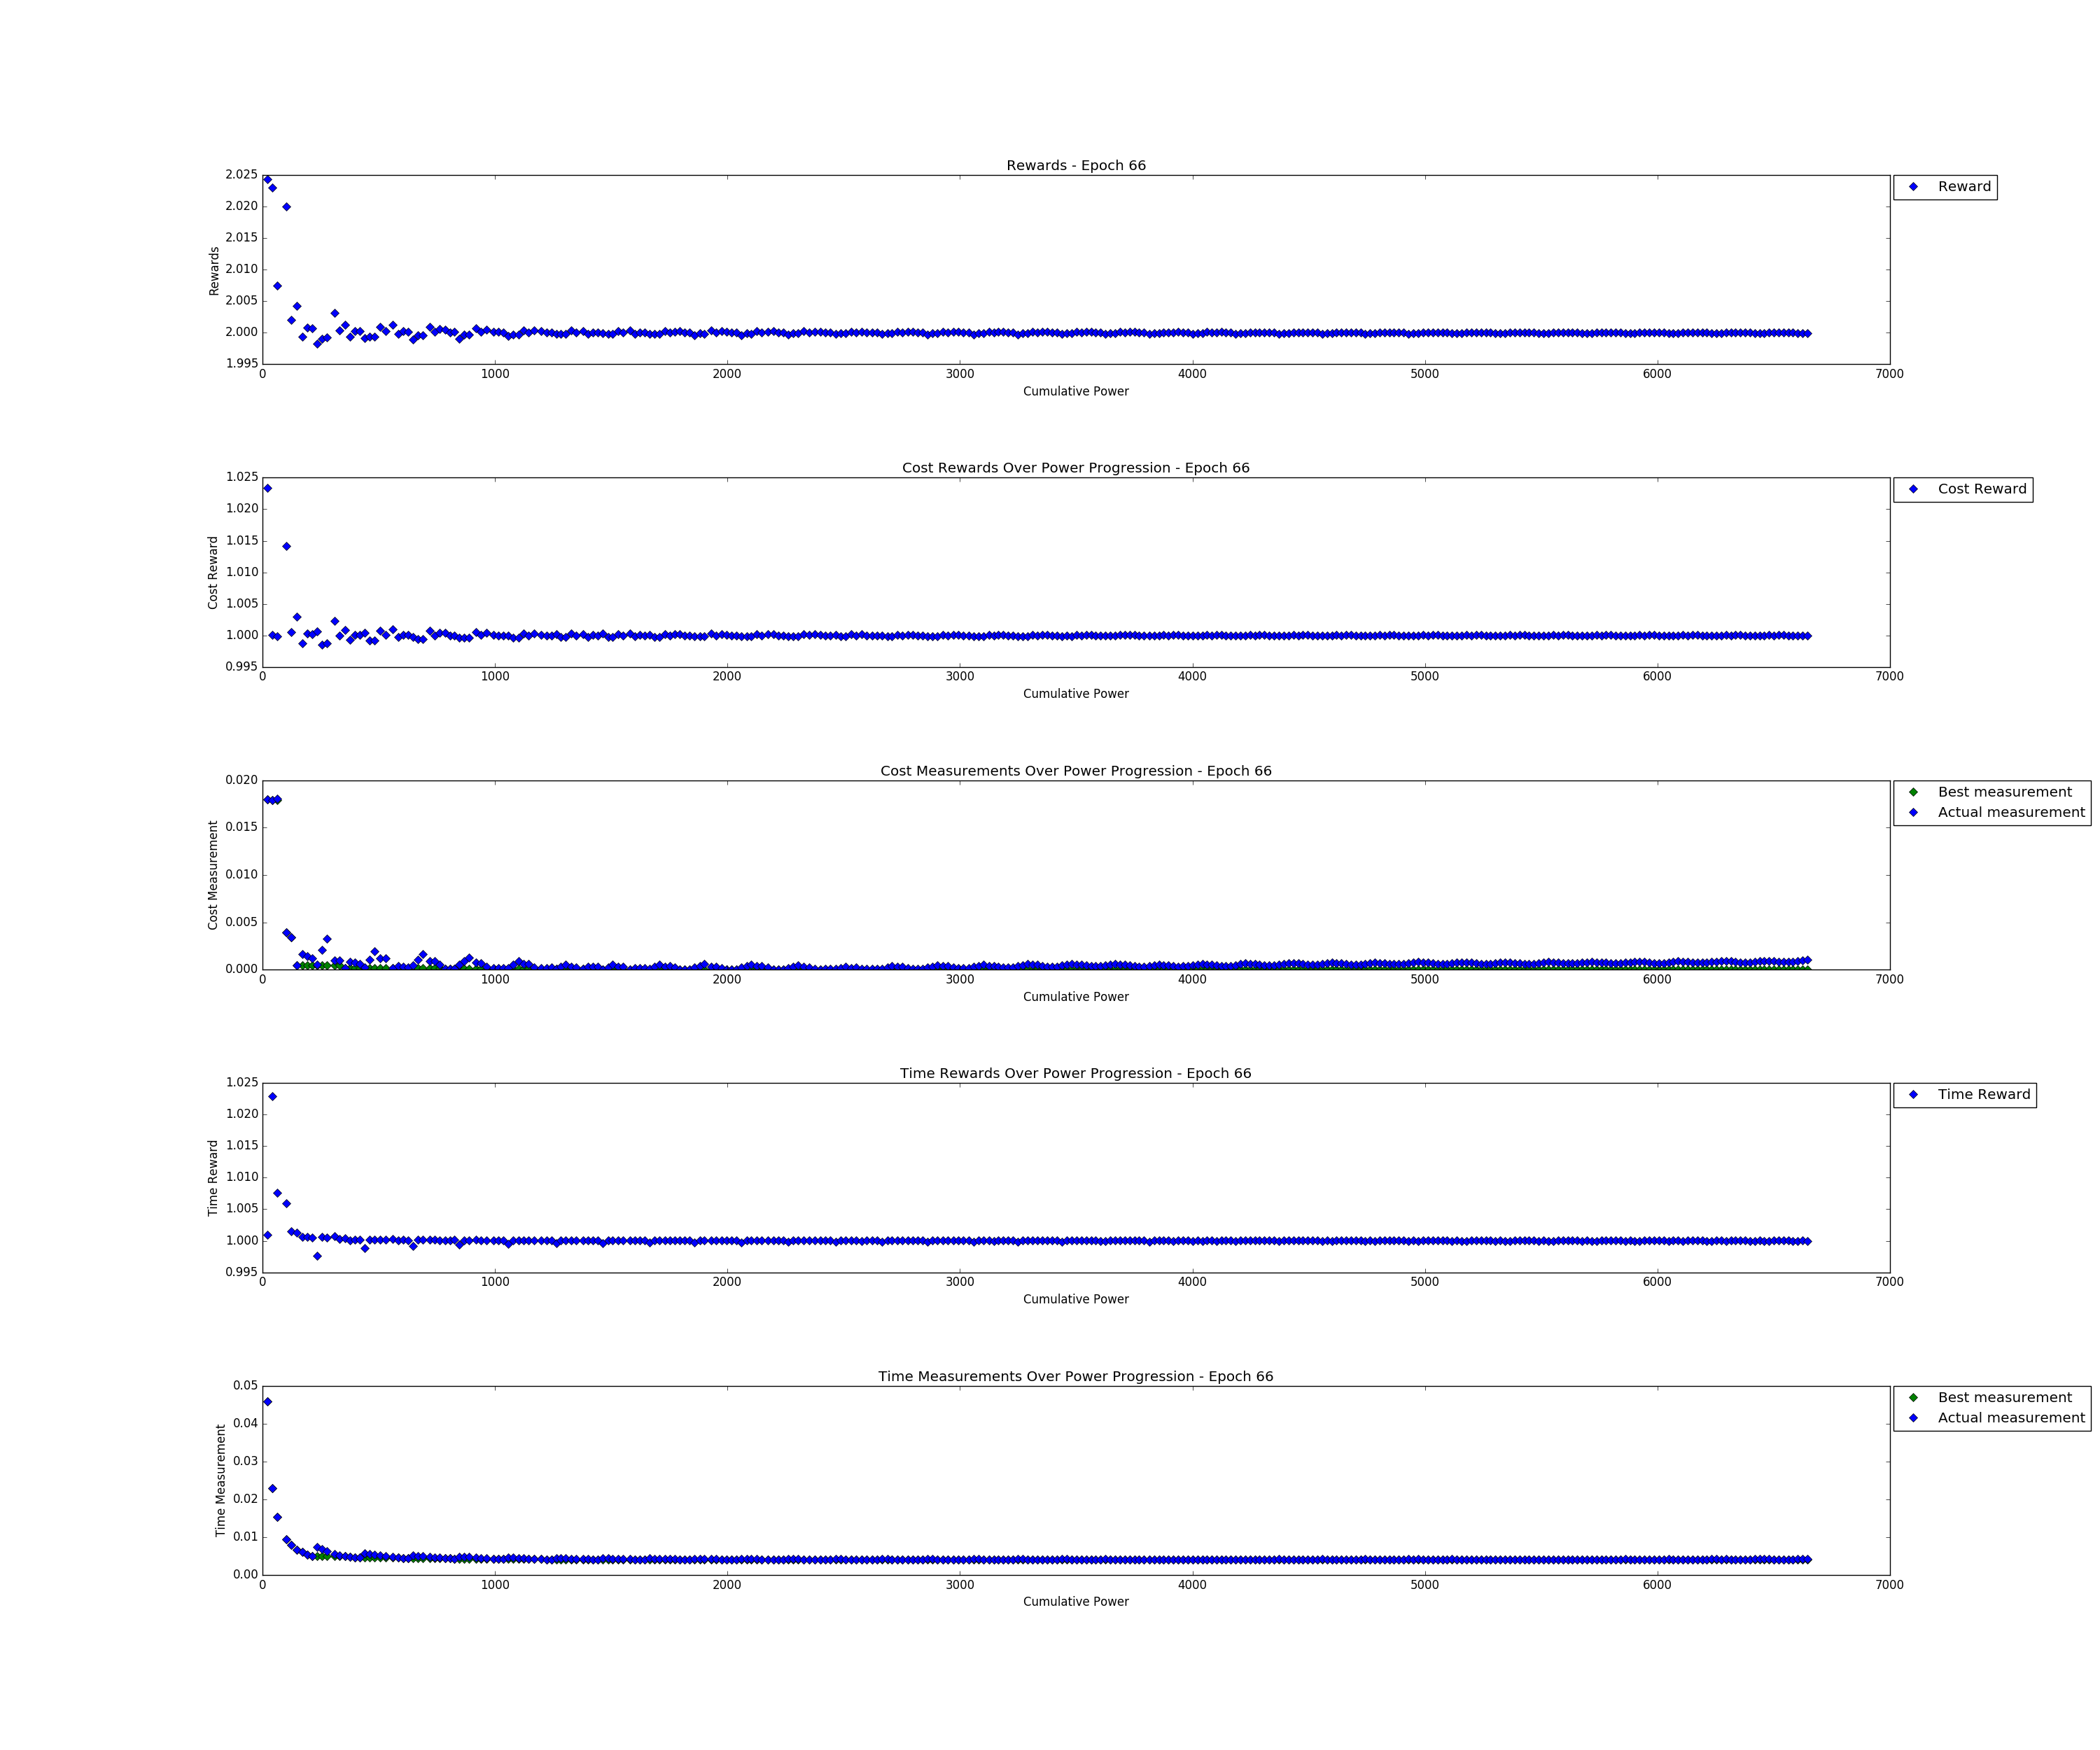 Rewards - Epoch 66
2.025
2.020
2.015
2.010
2.005
2.000
1.995
Rewards
0 1000 2000 3000 4000 5000 6000 7000
Cumulative Power
Reward
Cost Rewards Over Power Progression - Epoch 66
1.025
1.020
1.015
1.010
1.005
1.000
0.995
Cost Reward
0 1000 2000 3000 4000 5000 6000 7000
Cumulative Power
Cost Reward
Cost Measurements Over Power Progression - Epoch 66
0.020
0.015
0.010
0.005
0.000
Cost Measurement
0 1000 2000 3000 4000 5000 6000 7000
Cumulative Power
Best measurement
Actual measurement
Time Rewards Over Power Progression - Epoch 66
1.025
1.020
1.015
1.010
1.005
1.000
0.995
Time Reward
0 1000 2000 3000 4000 5000 6000 7000
Cumulative Power
Time Reward
Time Measurements Over Power Progression - Epoch 66
0.05
0.04
0.03
0.02
0.01
0.00
Time Measurement
0 1000 2000 3000 4000 5000 6000 7000
Cumulative Power
Best measurement
Actual measurement